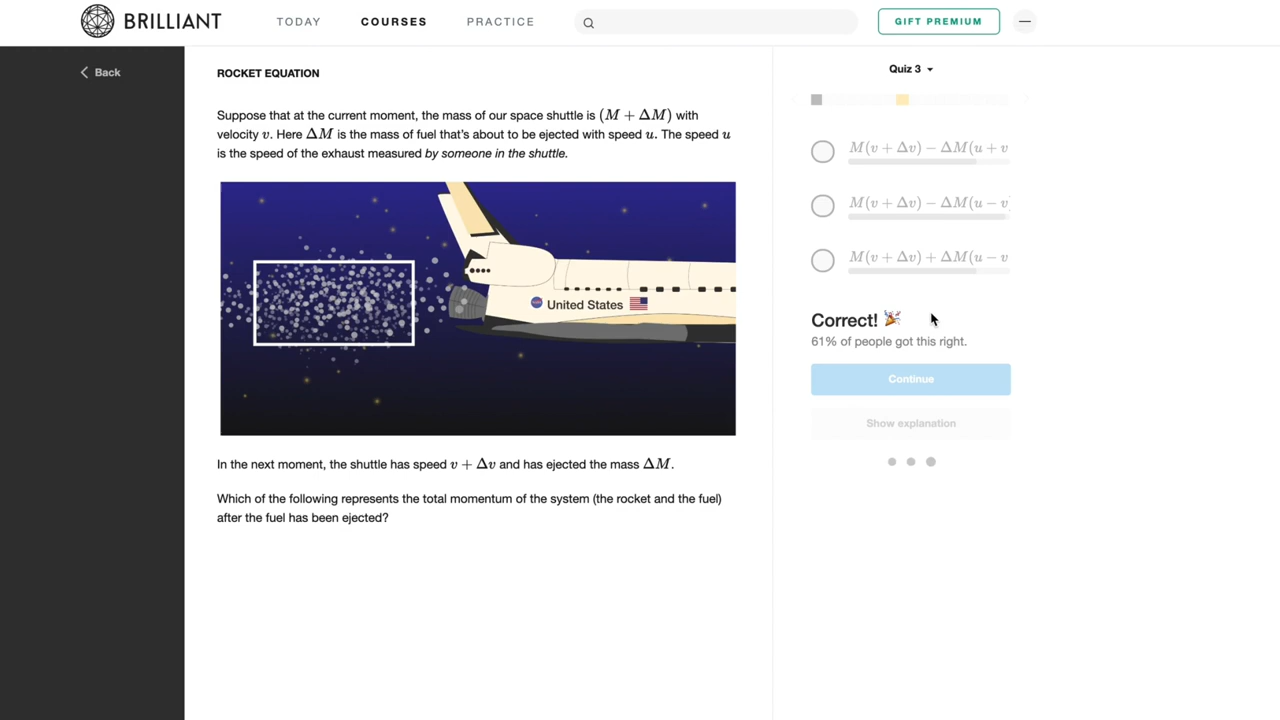 BRILLIANT
TODAY
COURSES
PRACTICE
GIFT PREMIUM
Back
ROCKET EQUATION
Quiz 3
Suppose that at the current moment, the mass of our space shuttle is (M + ΔM) with
velocity v. Here ΔM is the mass of fuel that's about to be ejected with speed u. The speed u
is the speed of the exhaust measured by someone in the shuttle.
United States
In the next moment, the shuttle has speed v + Δv and has ejected the mass ΔM.
Which of the following represents the total momentum of the system (the rocket and the fuel)
after the fuel has been ejected?
M(v + Δv) − ΔM(u + v
M(v + Δv) − ΔM(u − v)
M(v + Δv) + ΔM(u − v
Correct!
61% of people got this right.
Continue
Show explanation